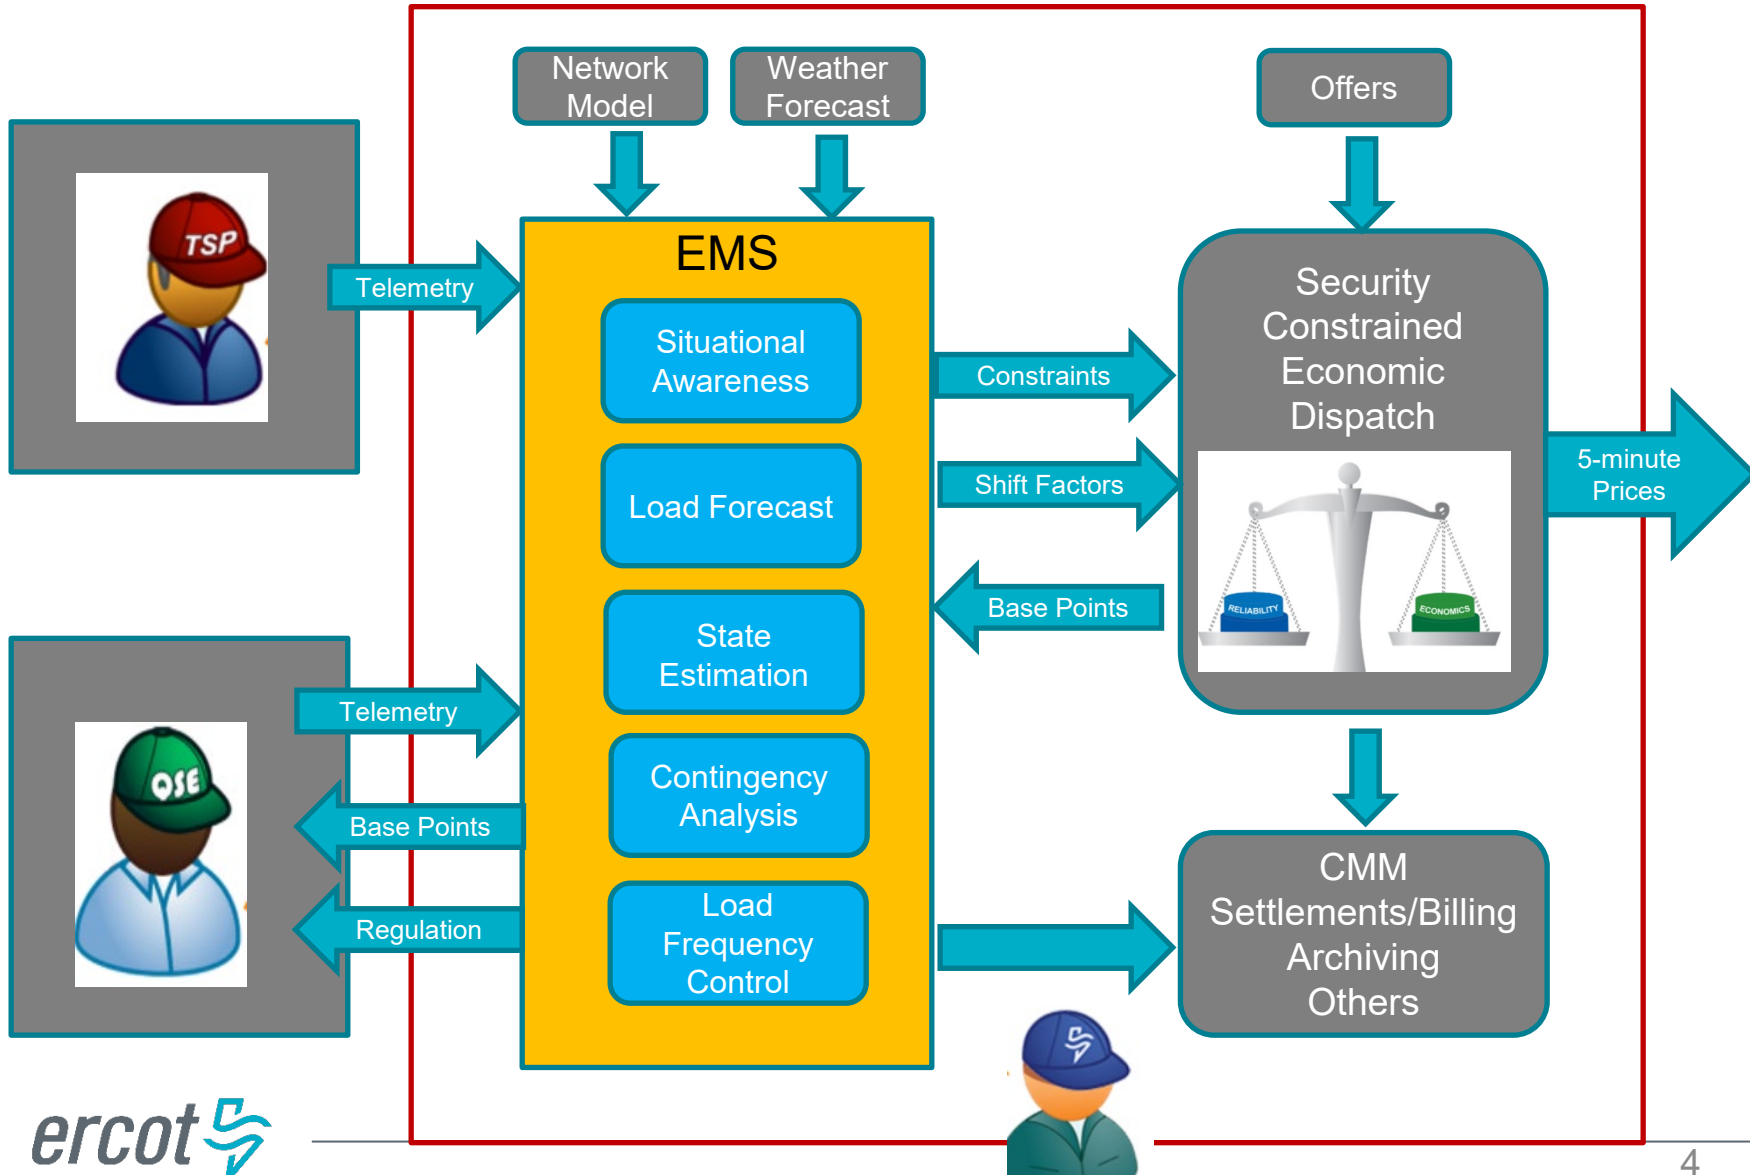 Network
Model
Weather
Forecast
Offers
TSP
Telemetry
EMS
Situational
Awareness
Load Forecast
State
Estimation
Contingency
Analysis
Load
Frequency
Control
Constraints
Shift Factors
Base Points
Security
Constrained
Economic
Dispatch
RELIABILITY
ECONOMICS
5-minute
Prices
QSE
Telemetry
Base Points
Regulation
CMM
Settlements/Billing
Archiving
Others
ercot
4